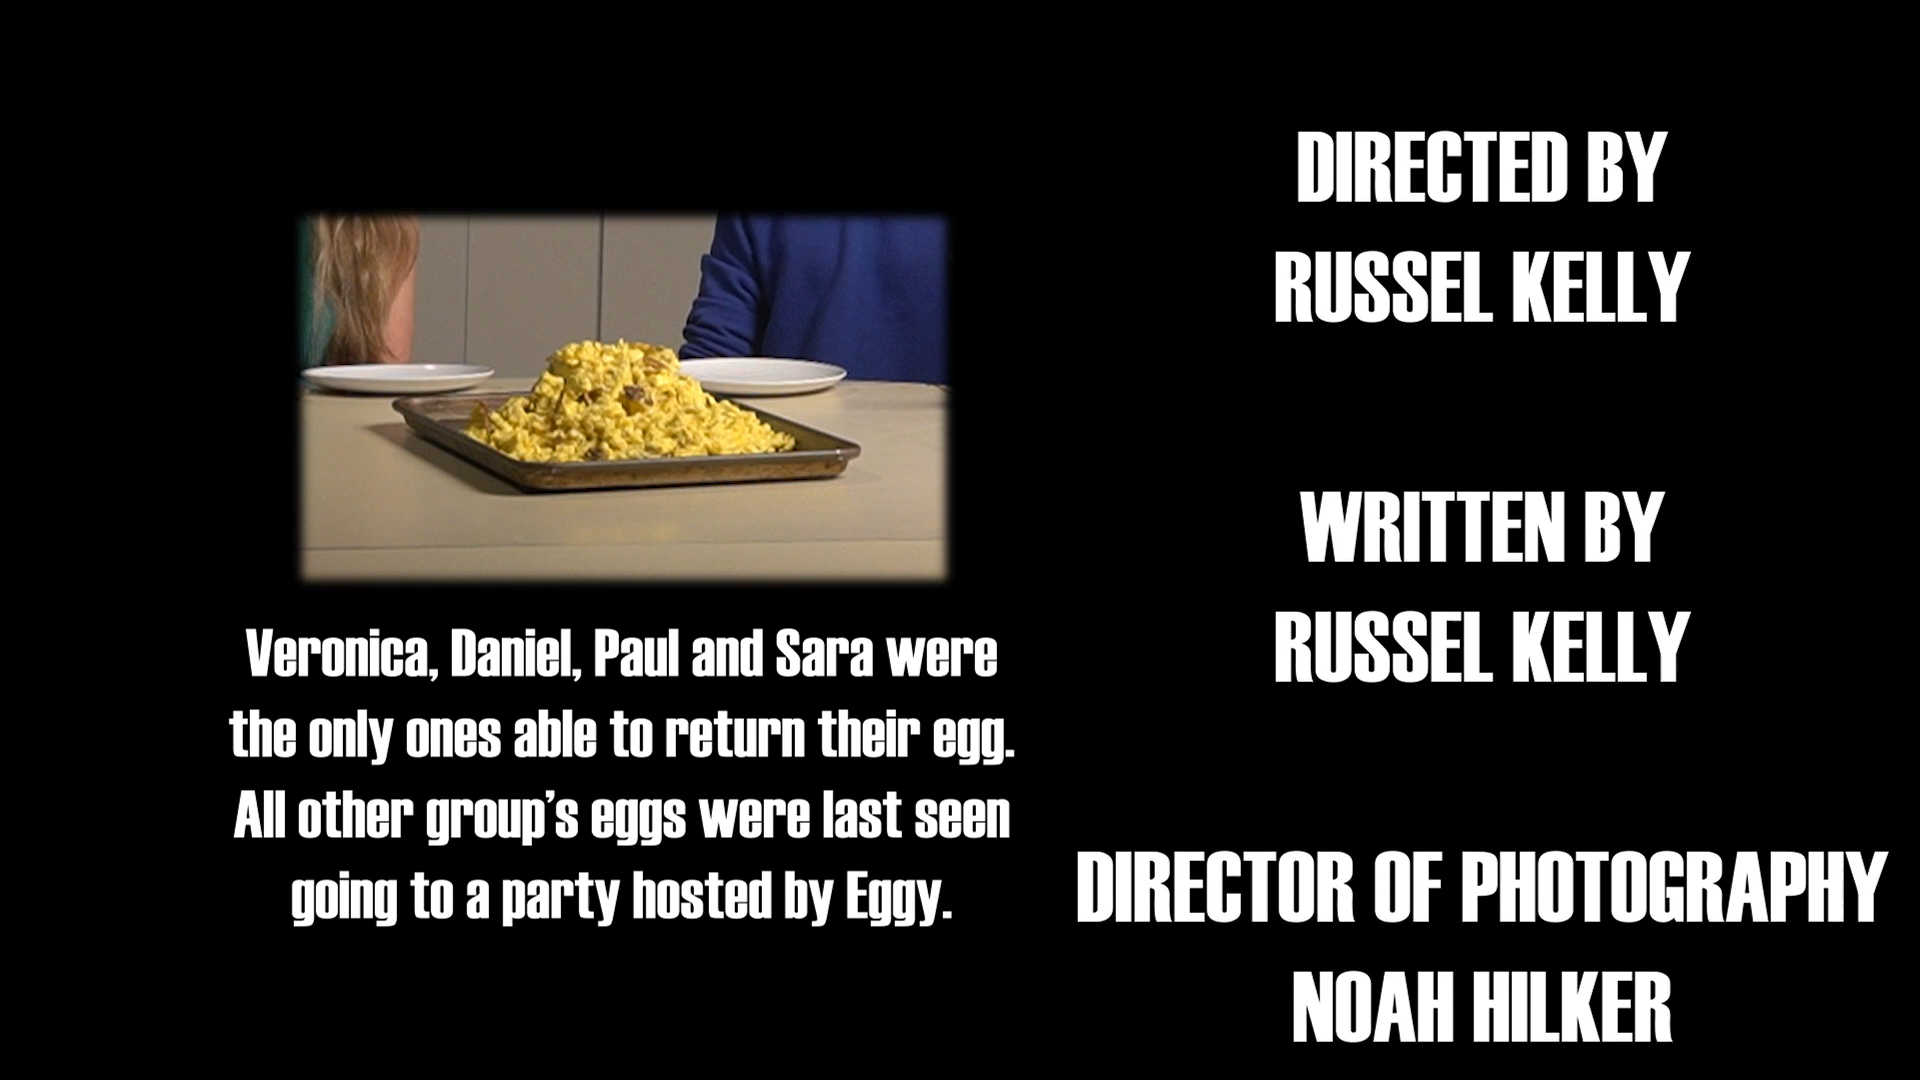 Veronica, Daniel, Paul and Sara were
the only ones able to return their egg.
All other group's eggs were last seen
going to a party hosted by Eggy.
DIRECTED BY
RUSSEL KELLY
WRITTEN BY
RUSSEL KELLY
DIRECTOR OF PHOTOGRAPHY
NOAH HILKER